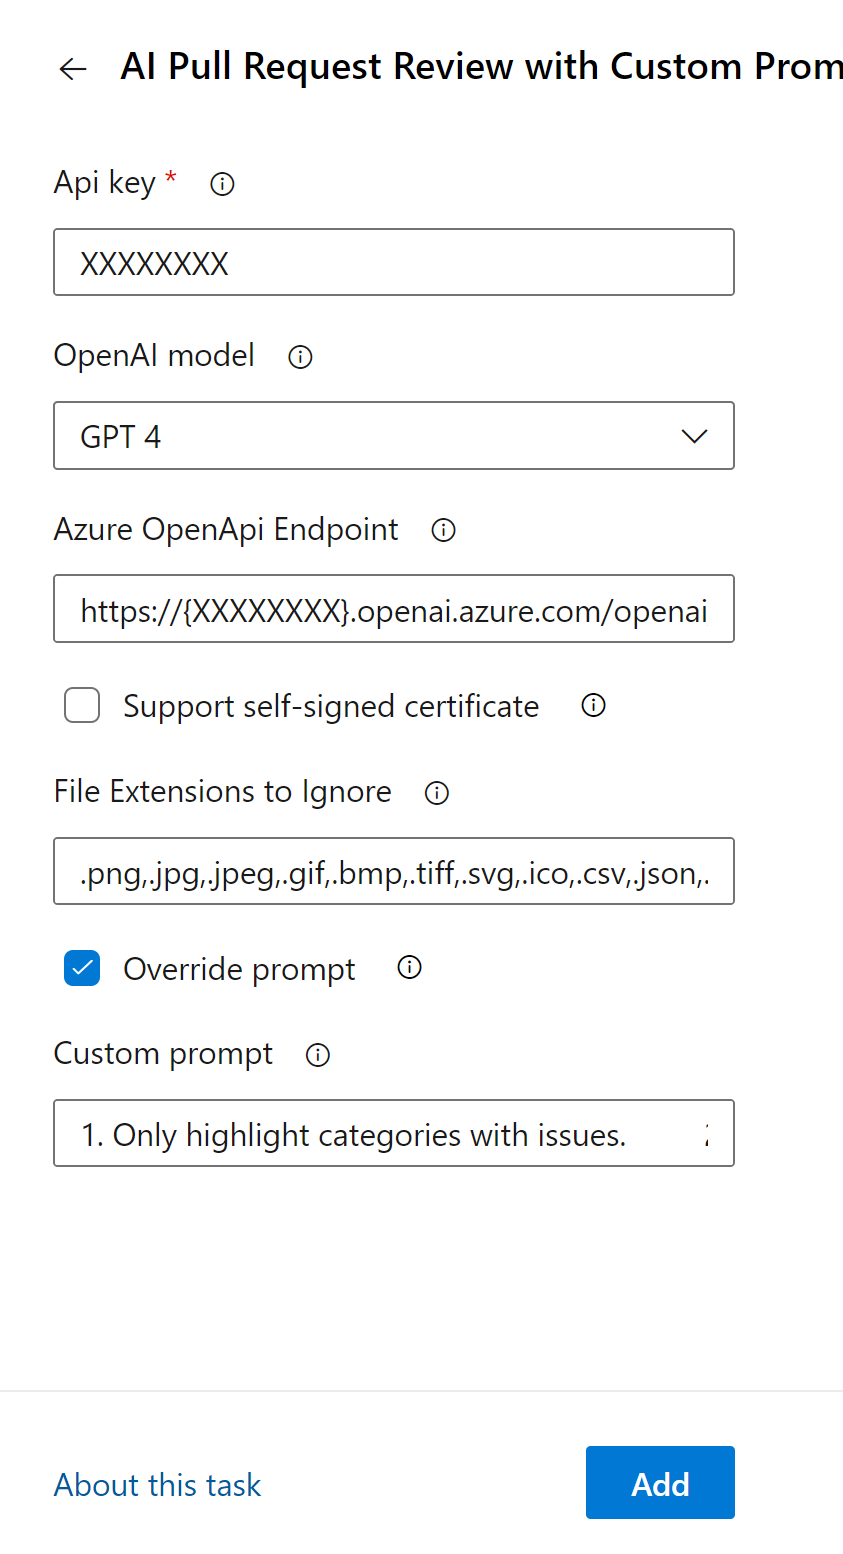 AI Pull Request Review with Custom Prom
Api key *
XXXXXXXX
OpenAI model
GPT 4
Azure OpenApi Endpoint
https://{XXXXXXXX}.openai.azure.com/openai
Support self-signed certificate
File Extensions to Ignore
.png,.jpg,.jpeg,.gif,.bmp,.tiff,.svg,.ico,.csv,.json,.
Override prompt
Custom prompt
1. Only highlight categories with issues.
About this task
Add